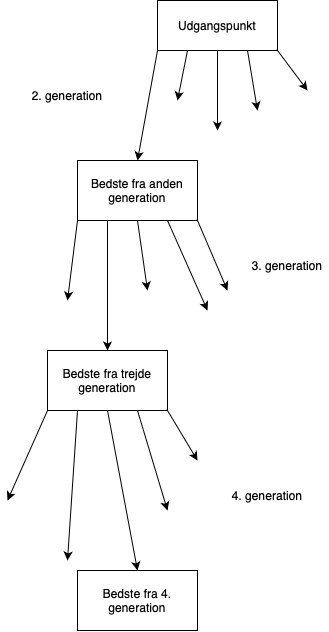 Udgangspunkt
2. generation
Bedste fra anden
generation
3. generation
Bedste fra trejde
generation
4. generation
Bedste fra 4.
generation